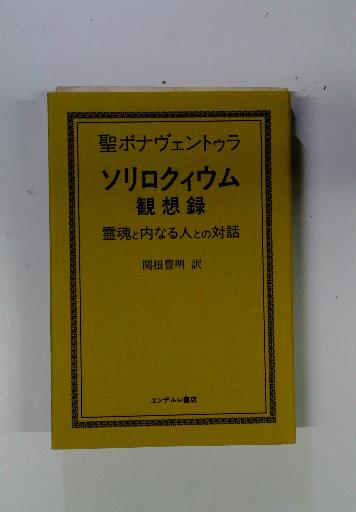 聖ボナヴェントゥラ
ソリロクィウム
観想録
霊魂と内なる人との対話
関根豊明 訳
エンデルレ書店